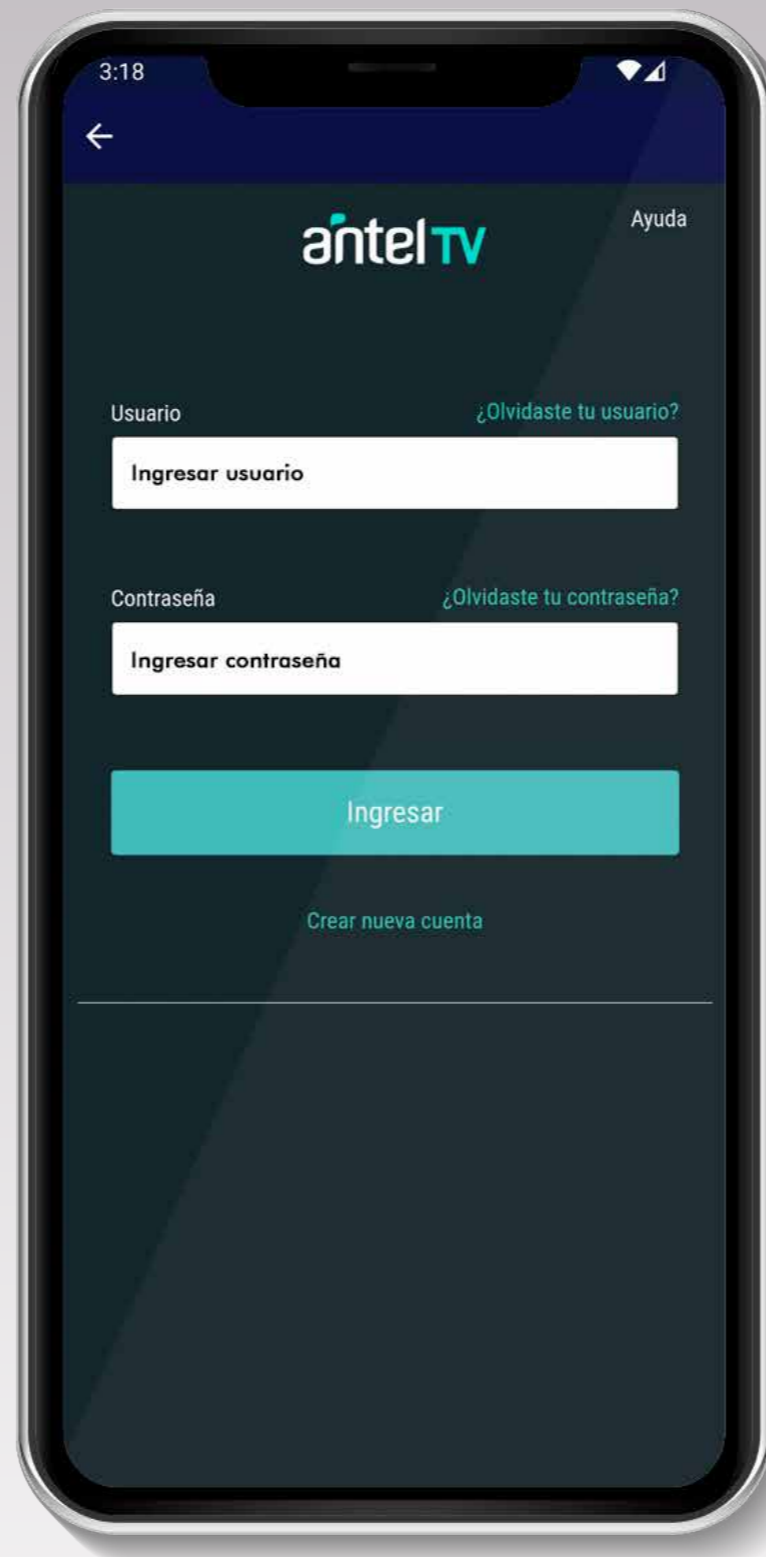 3:18
antel TV
Ayuda
Usuario
¿Olvidaste tu usuario?
Ingresar usuario
Contraseña
¿Olvidaste tu contraseña?
Ingresar contraseña
Ingresar
Crear nueva cuenta